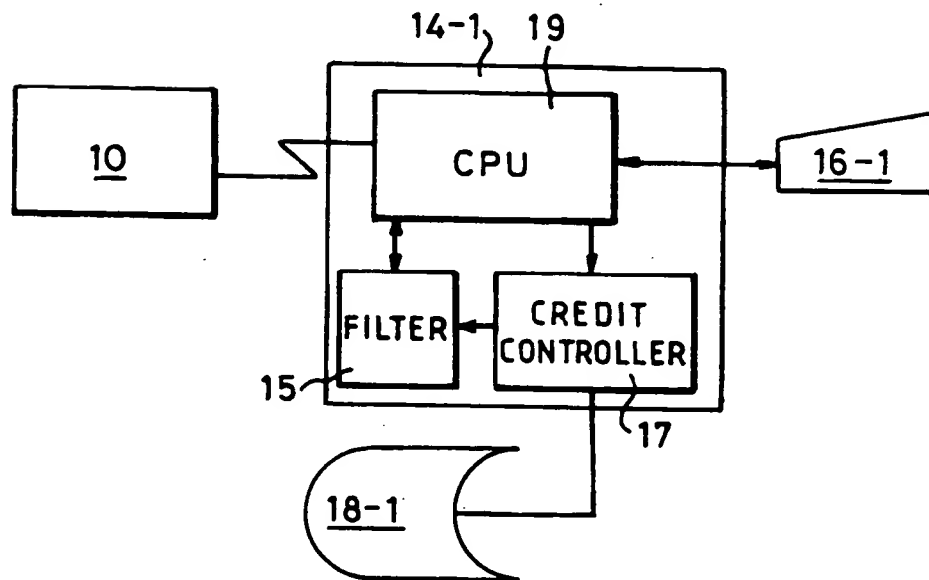 14-1
19
10
CPU
16-1
FILTER
CREDIT
CONTROLLER
15
17
18-1